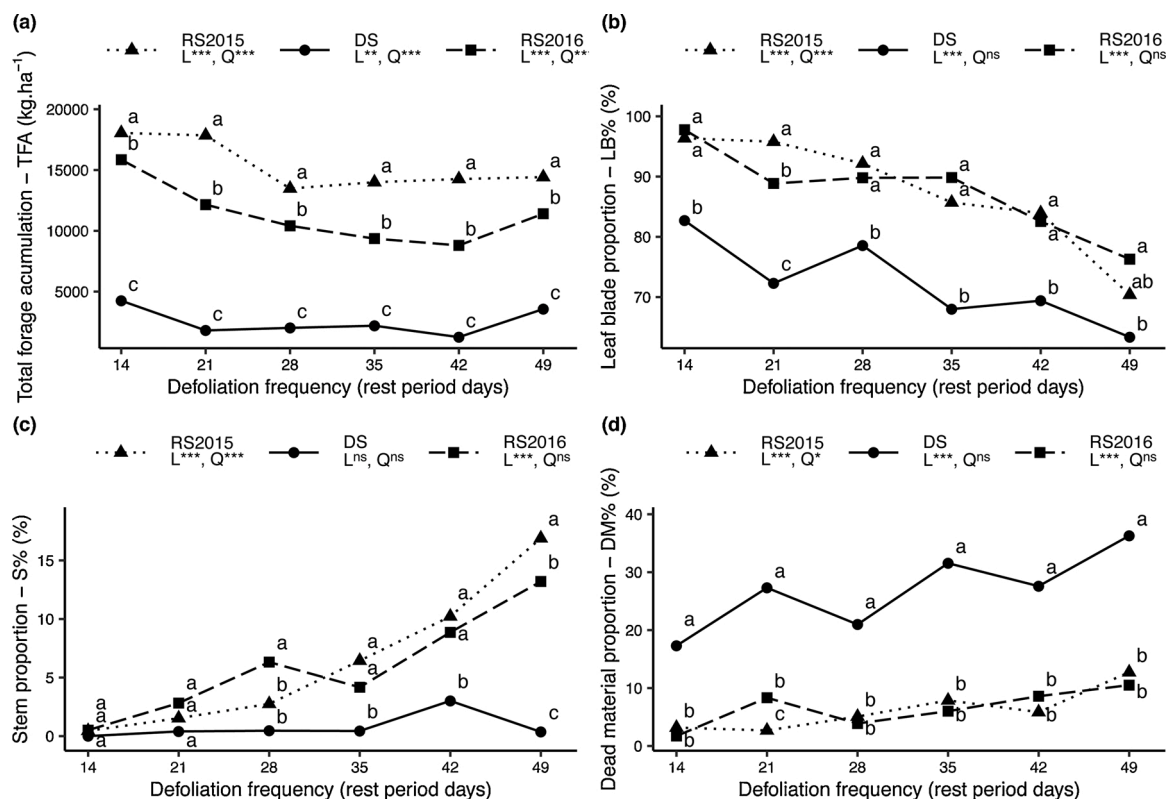 (a)
RS2015 DS RS2016
L***, Q*** L**, Q*** L***, Q**
Total forage acumulation – TFA (kg.ha⁻¹)
20000
15000
10000
5000
a a a a a a
b b b b b b
c c c c c c
14 21 28 35 42 49
Defoliation frequency (rest period days)
(b)
RS2015 DS RS2016
L***, Q*** L***, Qⁿˢ L***, Qⁿˢ
Leaf blade proportion – LB% (%)
100
90
80
70
a a a a a a
a b a a a ab
b c b b b b
14 21 28 35 42 49
Defoliation frequency (rest period days)
(c)
RS2015 DS RS2016
L***, Q*** Lⁿˢ, Qⁿˢ L***, Qⁿˢ
Stem proportion – S% (%)
15
10
5
0
a a a a a a
a a b a a b
a a b b b c
14 21 28 35 42 49
Defoliation frequency (rest period days)
(d)
RS2015 DS RS2016
L***, Q* L***, Qⁿˢ L***, Qⁿˢ
Dead material proportion – DM% (%)
40
30
20
10
0
a a a a a a
b b b b b b
b c b b b b
14 21 28 35 42 49
Defoliation frequency (rest period days)